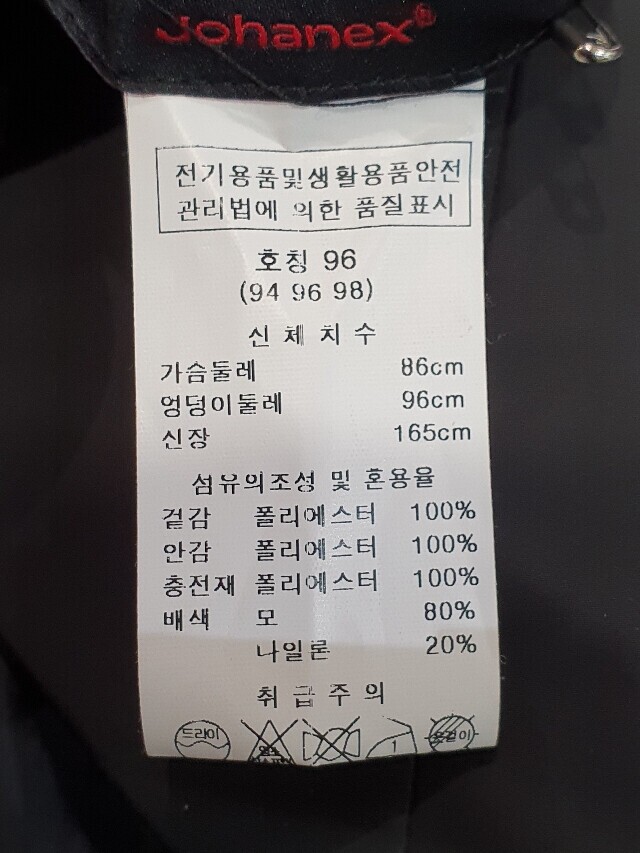 Johanex®
전기용품및생활용품안전
관리법에 의한 품질표시
호칭 96
(94 96 98)
신 체 치 수
가슴둘레 86cm
엉덩이둘레 96cm
신장 165cm
섬유의조성 및 혼용율
겉감 폴리에스터 100%
안감 폴리에스터 100%
충전재 폴리에스터 100%
배색 모 80%
나일론 20%
취 급 주 의
드라이 1 옷걸이